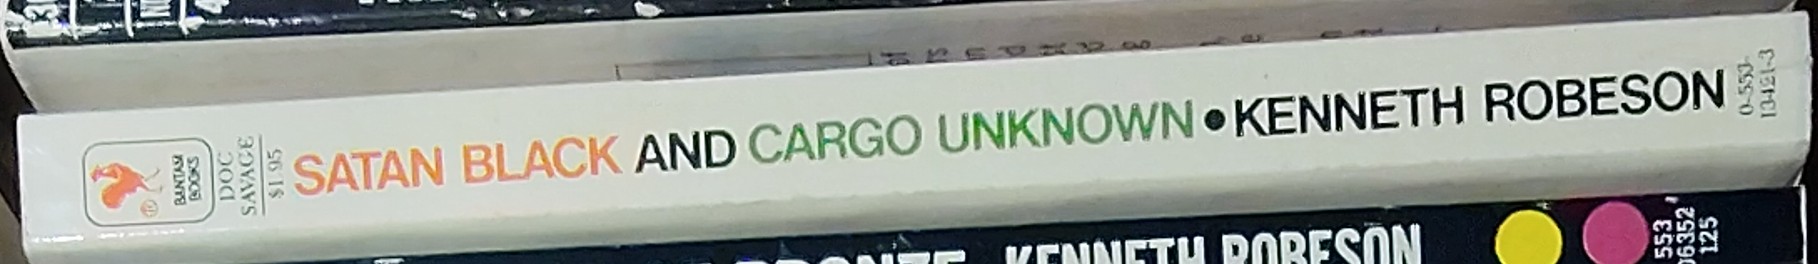 BANTAM
BOOKS
DOC
SAVAGE
$1.95
SATAN BLACK AND CARGO UNKNOWN • KENNETH ROBESON
0-553-
13421-3
BRONZE KENNETH ROBESON
553
06352
125